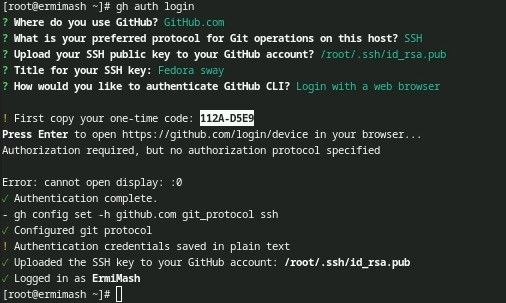 [root@ermimash ~]# gh auth login
? Where do you use GitHub? GitHub.com
? What is your preferred protocol for Git operations on this host? SSH
? Upload your SSH public key to your GitHub account? /root/.ssh/id_rsa.pub
? Title for your SSH key: Fedora sway
? How would you like to authenticate GitHub CLI? Login with a web browser
! First copy your one-time code: 112A-D5E9
Press Enter to open https://github.com/login/device in your browser...
Authorization required, but no authorization protocol specified
Error: cannot open display: :0
✓ Authentication complete.
- gh config set -h github.com git_protocol ssh
✓ Configured git protocol
! Authentication credentials saved in plain text
✓ Uploaded the SSH key to your GitHub account: /root/.ssh/id_rsa.pub
✓ Logged in as ErmiMash
[root@ermimash ~]#